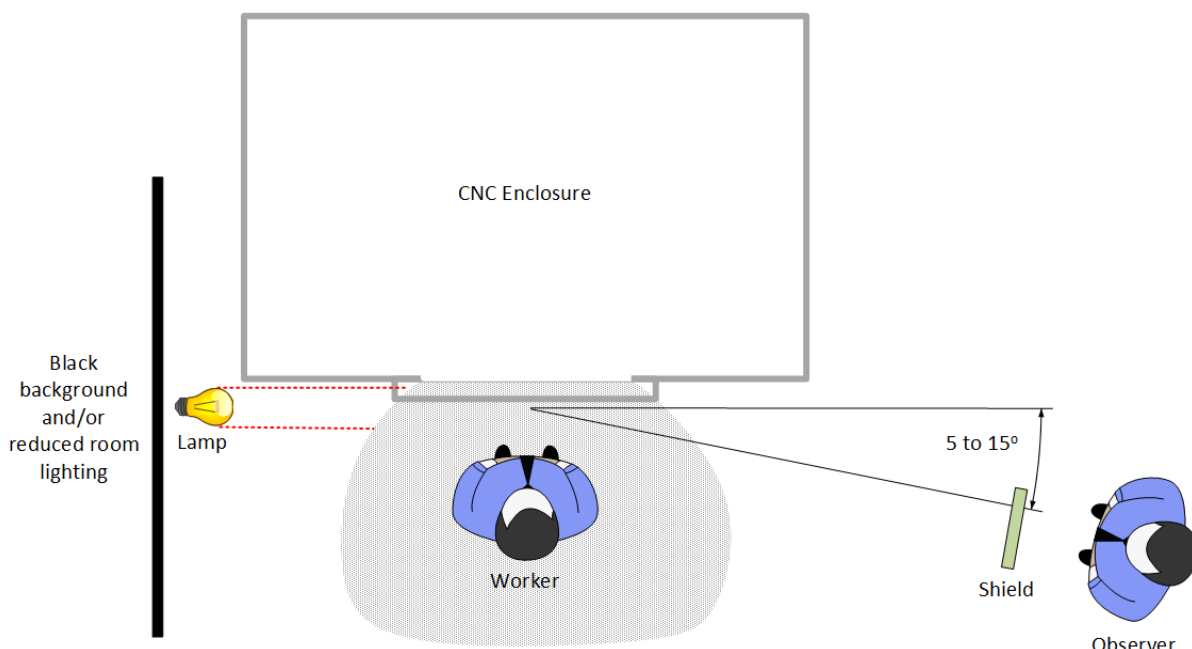 CNC Enclosure
Black
background
and/or
reduced room
lighting
Lamp
5 to 15º
Worker
Shield
Observer